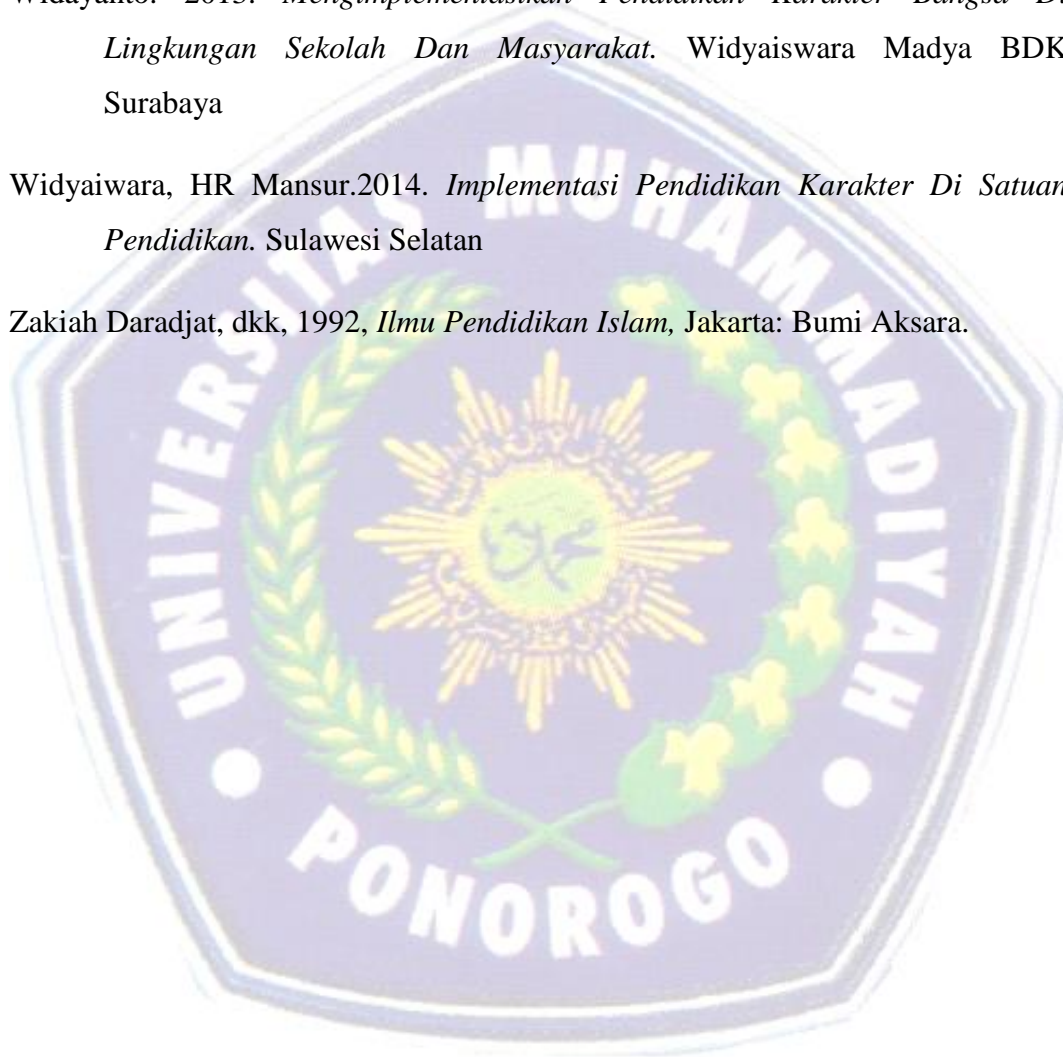 Widayanto. 2013. Mengimplementasikan Pendidikan Karakter Bangsa Di
Lingkungan Sekolah Dan Masyarakat. Widyaiswara Madya BDK
Surabaya
Widyaiwara, HR Mansur.2014. Implementasi Pendidikan Karakter Di Satuan
Pendidikan. Sulawesi Selatan
Zakiah Daradjat, dkk, 1992, Ilmu Pendidikan Islam, Jakarta: Bumi Aksara.
UNIVERSITAS MUHAMMADIYAH
PONOROGO